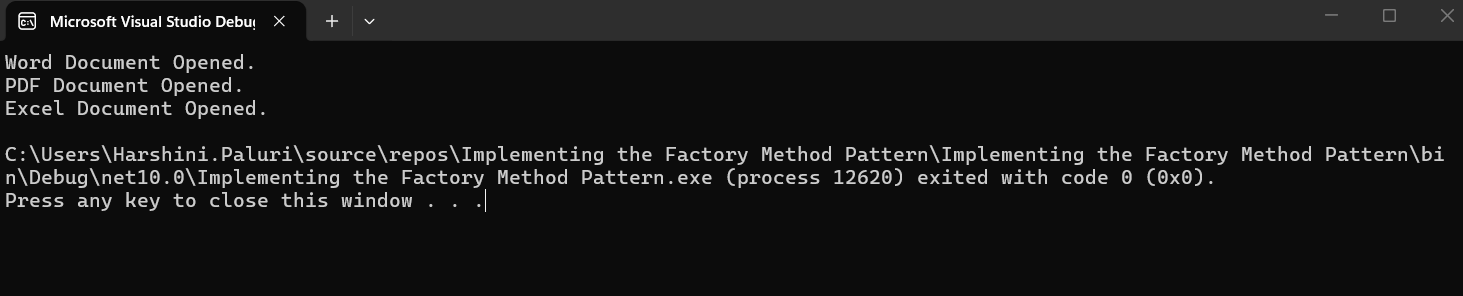 Microsoft Visual Studio Debug
Word Document Opened.
PDF Document Opened.
Excel Document Opened.
C:\Users\Harshini.Paluri\source\repos\Implementing the Factory Method Pattern\Implementing the Factory Method Pattern\bi
n\Debug\net10.0\Implementing the Factory Method Pattern.exe (process 12620) exited with code 0 (0x0).
Press any key to close this window . . .